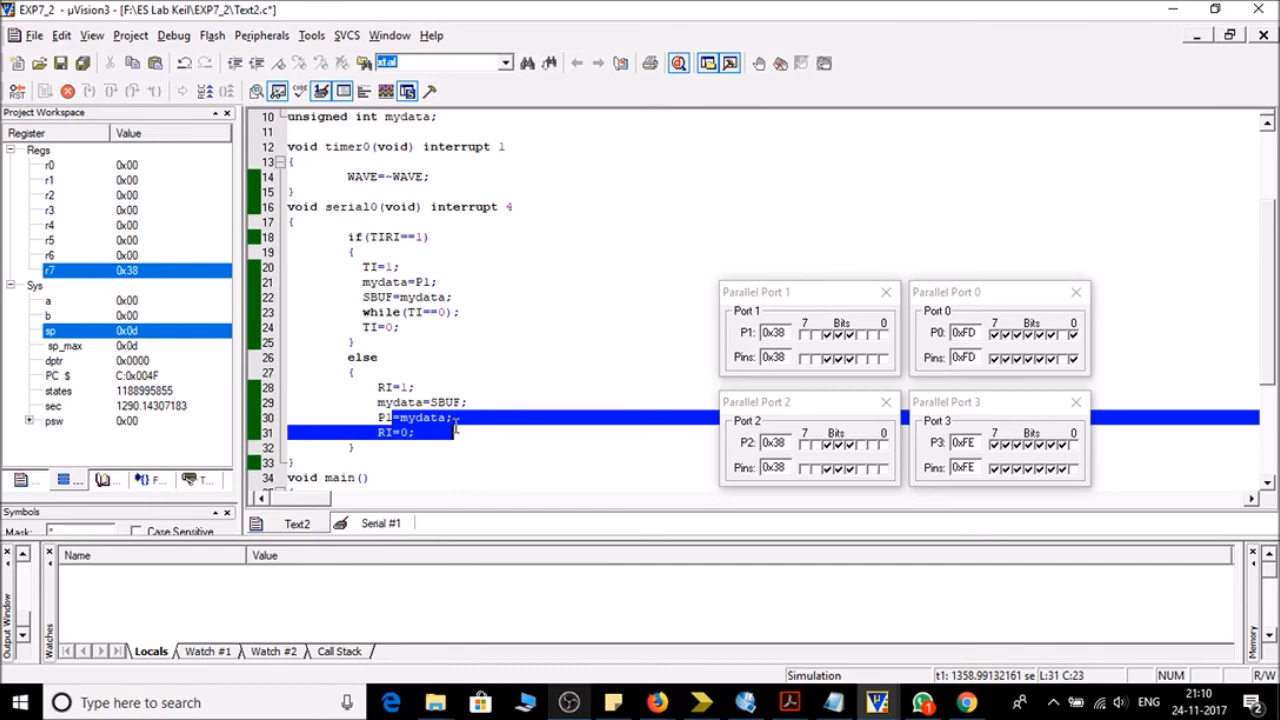 EXP7_2 - µVision3 - [F:\ES Lab Keil\EXP7_2\Text2.c*]
File Edit View Project Debug Flash Peripherals Tools SVCS Window Help
xtal
Project Workspace
Register Value
Regs
r0 0x00
r1 0x00
r2 0x00
r3 0x00
r4 0x00
r5 0x00
r6 0x00
r7 0x38
Sys
a 0x00
b 0x00
sp 0x0d
sp_max 0x0d
dptr 0x0000
PC $ C:0x004F
states 1188995855
sec 1290.14307183
psw
F... T...
Symbols
Mask: * Case Sensitive
10 unsigned int mydata;
11
12 void timer0(void) interrupt 1
13 {
14 WAVE=~WAVE;
15 }
16 void serial0(void) interrupt 4
17 {
18 if(TIRI==1)
19 {
20 TI=1;
21 mydata=P1;
22 SBUF=mydata;
23 while(TI==0);
24 TI=0;
25 }
26 else
27 {
28 RI=1;
29 mydata=SBUF;
30 P1=mydata;
31 RI=0;
32 }
33 }
34 void main()
Parallel Port 1
Port 1
7 Bits 0
P1: 0x38
Pins: 0x38
Parallel Port 0
Port 0
7 Bits 0
P0: 0xFD
Pins: 0xFD
Parallel Port 2
Port 2
7 Bits 0
P2: 0x38
Pins: 0x38
Parallel Port 3
Port 3
7 Bits 0
P3: 0xFE
Pins: 0xFE
Text2 Serial #1
Output Window
Watches
Name Value
Memory
Locals Watch #1 Watch #2 Call Stack
Simulation t1: 1358.99132161 se L:31 C:23 NUM R/W
Type here to search
1
ENG
21:10
24-11-2017
2